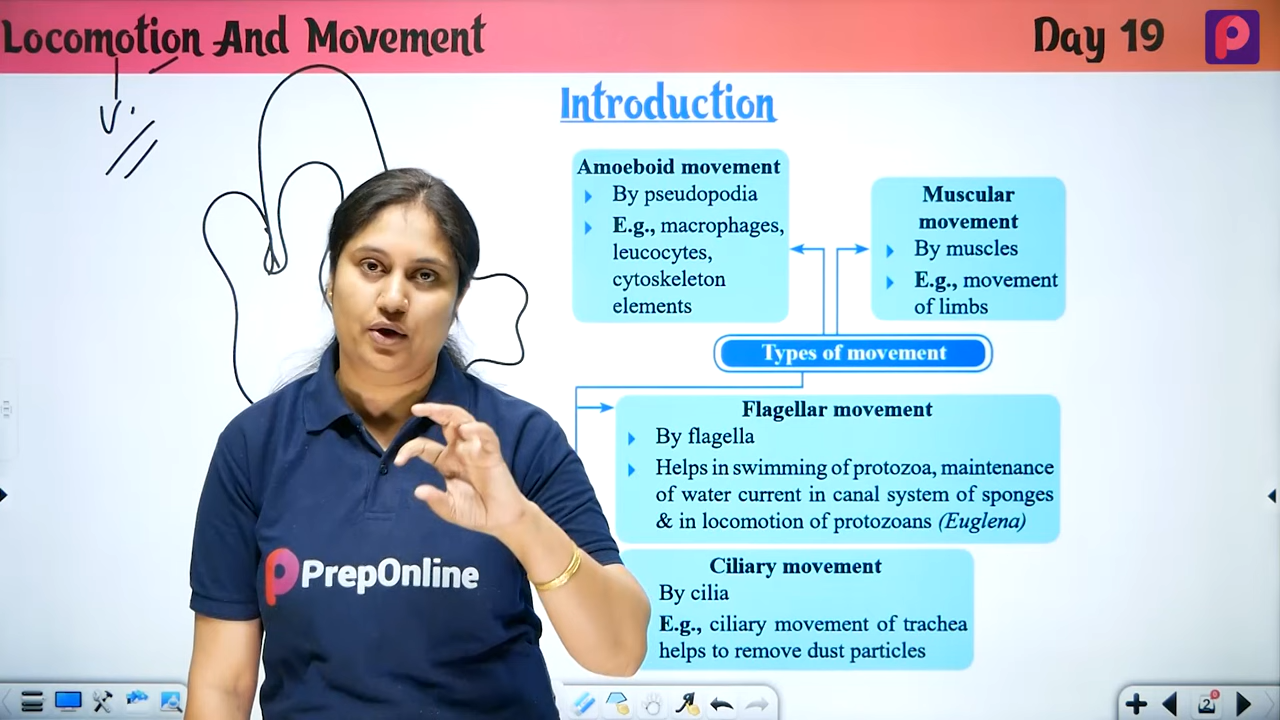 Locomotion And Movement
Day 19
V.
Introduction
Amoeboid movement
By pseudopodia
E.g., macrophages,
leucocytes,
cytoskeleton
elements
Muscular
movement
By muscles
E.g., movement
of limbs
Types of movement
Flagellar movement
By flagella
Helps in swimming of protozoa, maintenance
of water current in canal system of sponges
& in locomotion of protozoans (Euglena)
Ciliary movement
By cilia
E.g., ciliary movement of trachea
helps to remove dust particles
PrepOnline